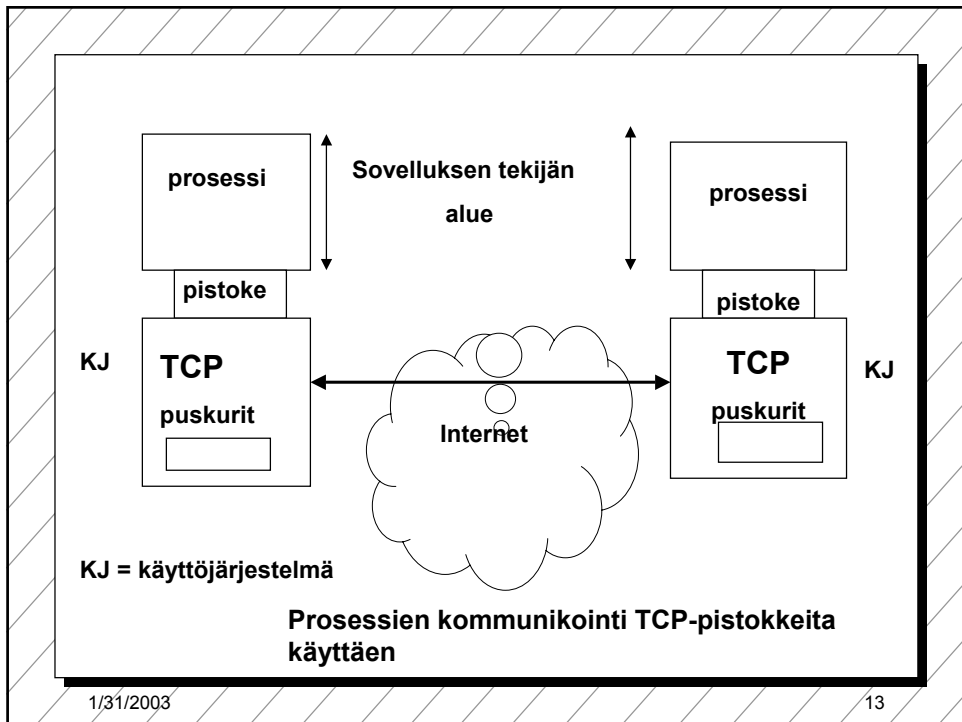 prosessi
Sovelluksen tekijän
alue
prosessi
pistoke
pistoke
KJ
TCP
puskurit
Internet
TCP
puskurit
KJ
KJ = käyttöjärjestelmä
Prosessien kommunikointi TCP-pistokkeita
käyttäen
1/31/2003
13